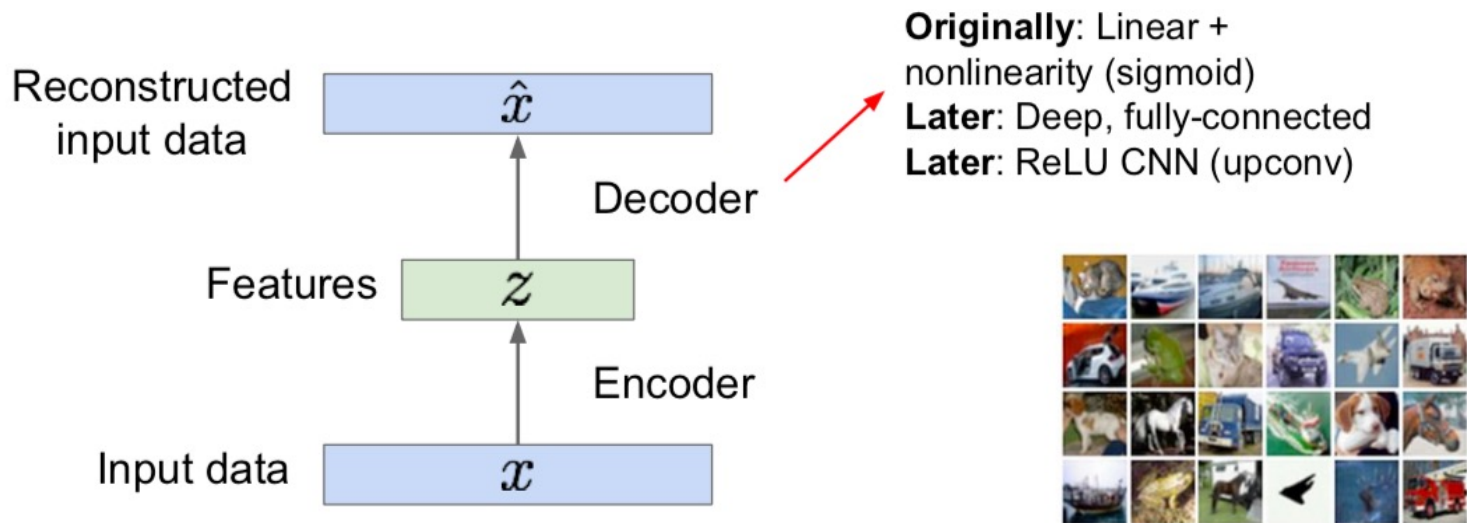 Originally: Linear +
nonlinearity (sigmoid)
Later: Deep, fully-connected
Later: ReLU CNN (upconv)
Reconstructed
input data
x̂
Decoder
Features
z
Encoder
Input data
x